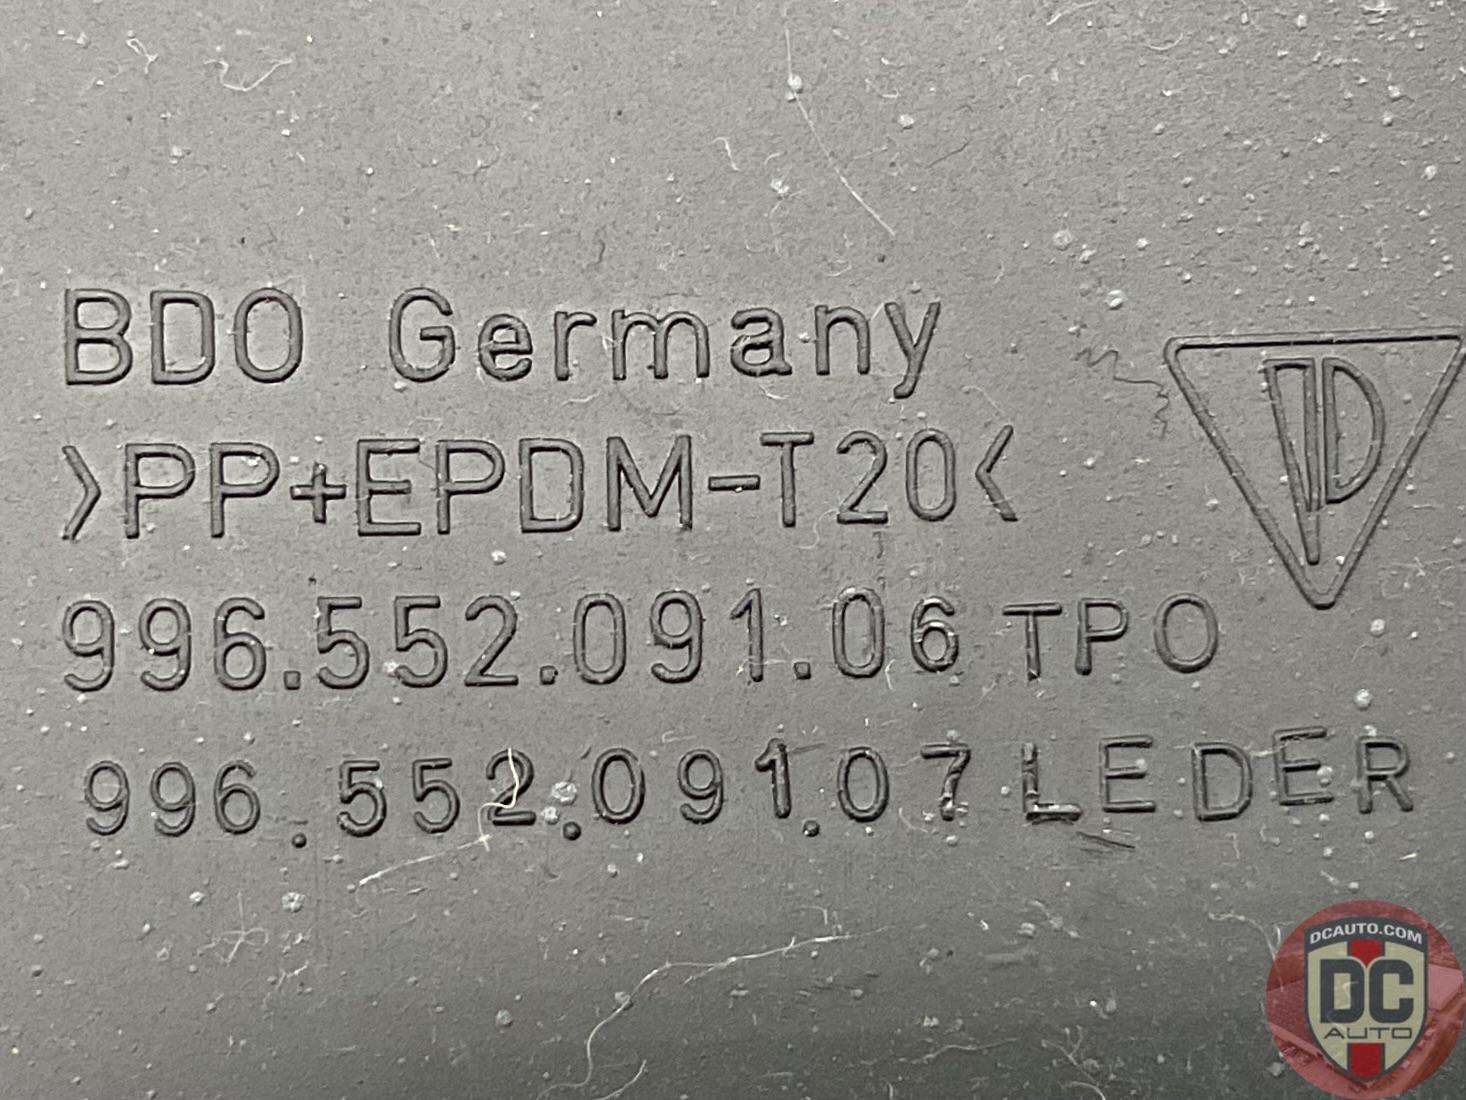 BDO Germany
>PP+EPDM-T20<
996.552.091.06 TPO
996.552.091.07 LEDER
DCAUTO.COM
DC
AUTO